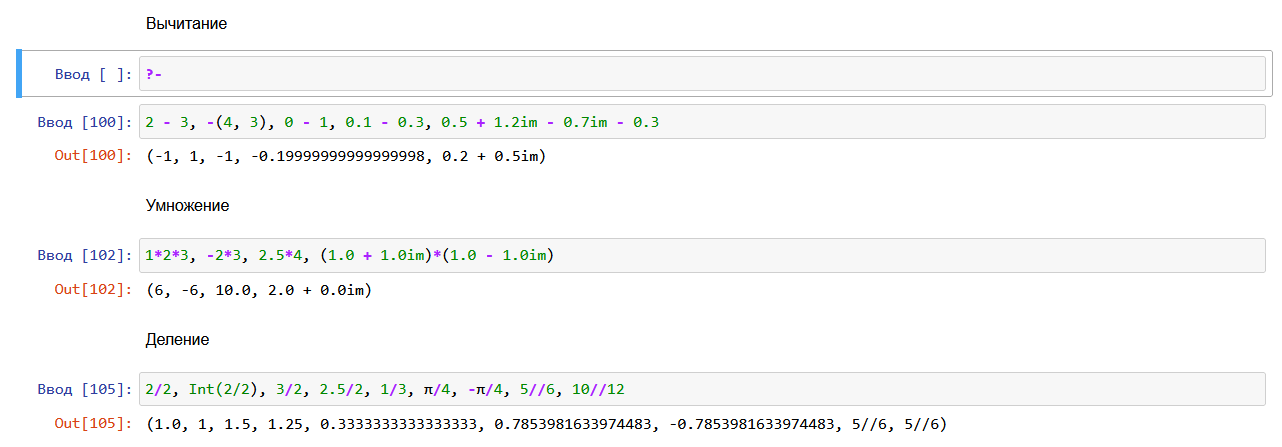 Вычитание
Ввод [ ]: ?-
Ввод [100]: 2 - 3, -(4, 3), 0 - 1, 0.1 - 0.3, 0.5 + 1.2im - 0.7im - 0.3
Out[100]: (-1, 1, -1, -0.19999999999999998, 0.2 + 0.5im)
Умножение
Ввод [102]: 1*2*3, -2*3, 2.5*4, (1.0 + 1.0im)*(1.0 - 1.0im)
Out[102]: (6, -6, 10.0, 2.0 + 0.0im)
Деление
Ввод [105]: 2/2, Int(2/2), 3/2, 2.5/2, 1/3, π/4, -π/4, 5//6, 10//12
Out[105]: (1.0, 1, 1.5, 1.25, 0.3333333333333333, 0.7853981633974483, -0.7853981633974483, 5//6, 5//6)